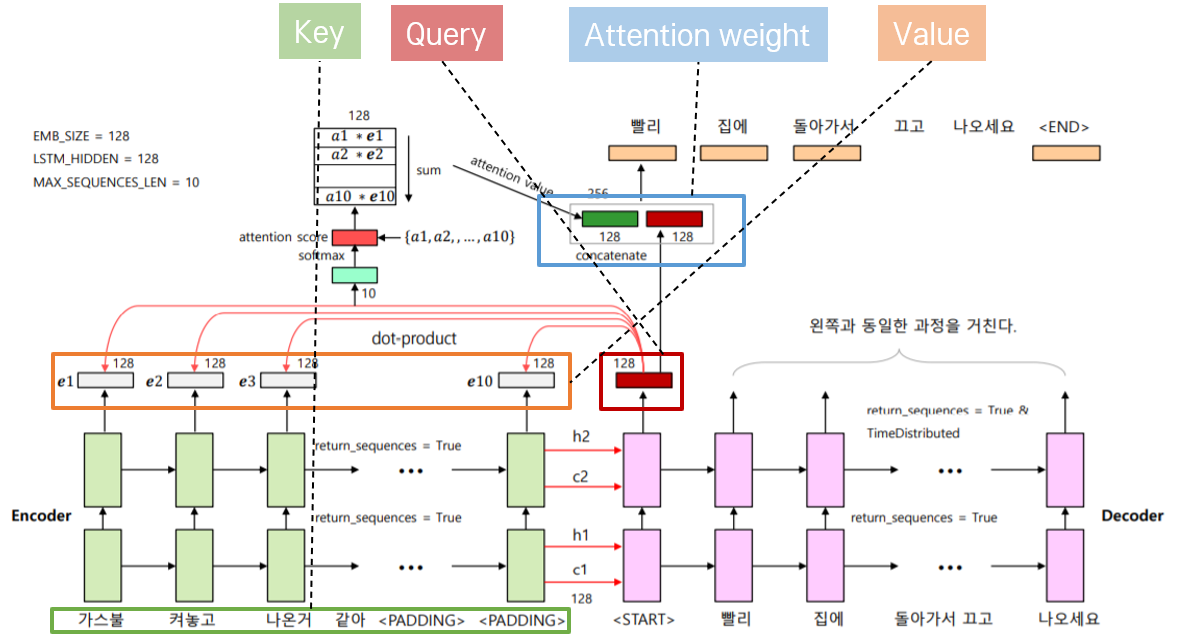 Key
Query
Attention weight
Value
EMB_SIZE = 128
LSTM_HIDDEN = 128
MAX_SEQUENCES_LEN = 10
128
a1 * e1
a2 * e2
a10 * e10
sum
attention value
attention score
{a1,a2,,…,a10}
softmax
10
빨리 집에 돌아가서 끄고 나오세요 <END>
256
128 128
concatenate
dot-product
왼쪽과 동일한 과정을 거친다.
e1 128 e2 128 e3 128 e10 128 128
return_sequences = True &
TimeDistributed
return_sequences = True
...
h2
c2
...
Encoder
Decoder
return_sequences = True
...
h1
c1
128
return_sequences = True
...
가스불 켜놓고 나온거 같아 <PADDING> <PADDING> <START> 빨리 집에 돌아가서 끄고 나오세요